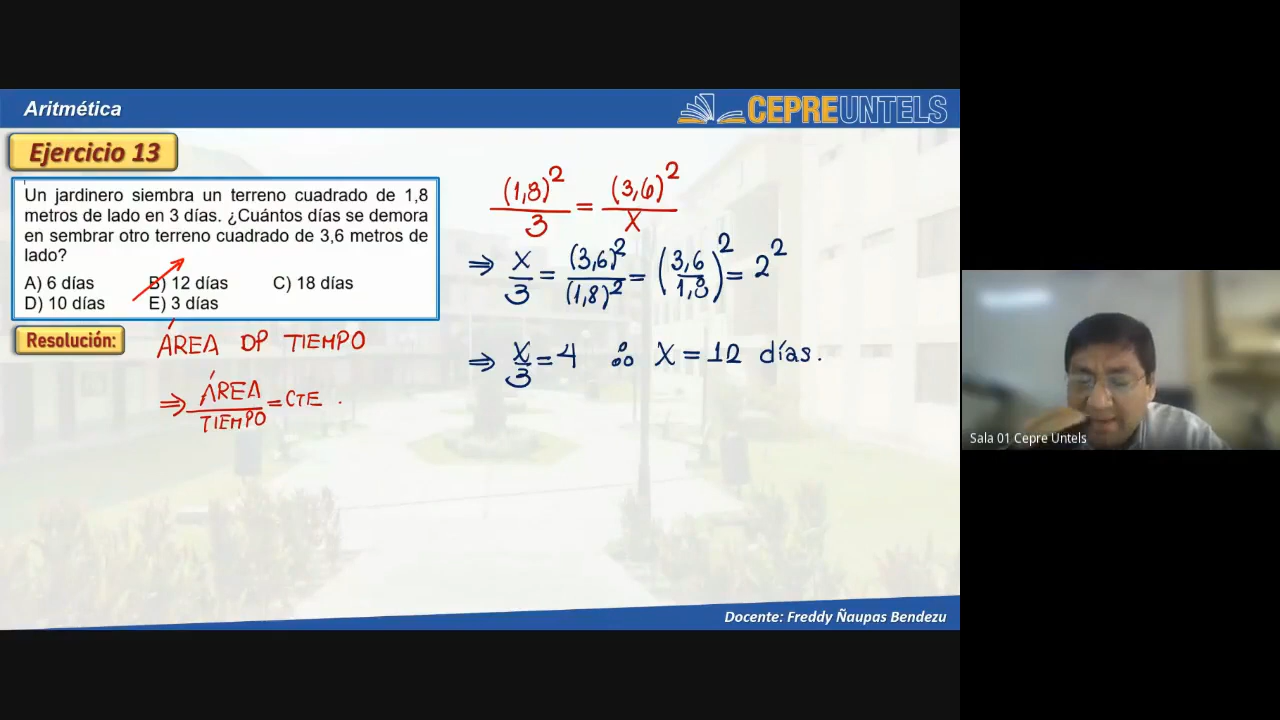 Aritmética
CEPREUNTELS
Ejercicio 13
Un jardinero siembra un terreno cuadrado de 1,8
metros de lado en 3 días. ¿Cuántos días se demora
en sembrar otro terreno cuadrado de 3,6 metros de
lado?
A) 6 días B) 12 días C) 18 días
D) 10 días E) 3 días
Resolución:
ÁREA DP TIEMPO
⇒ ÁREA/TIEMPO = CTE.
(1,8)²/3 = (3,6)²/x
⇒ x/3 = (3,6)²/(1,8)² = (3,6/1,8)² = 2²
⇒ x/3 = 4 ∴ x = 12 días.
Sala 01 Cepre Untels
Docente: Freddy Ñaupas Bendezu